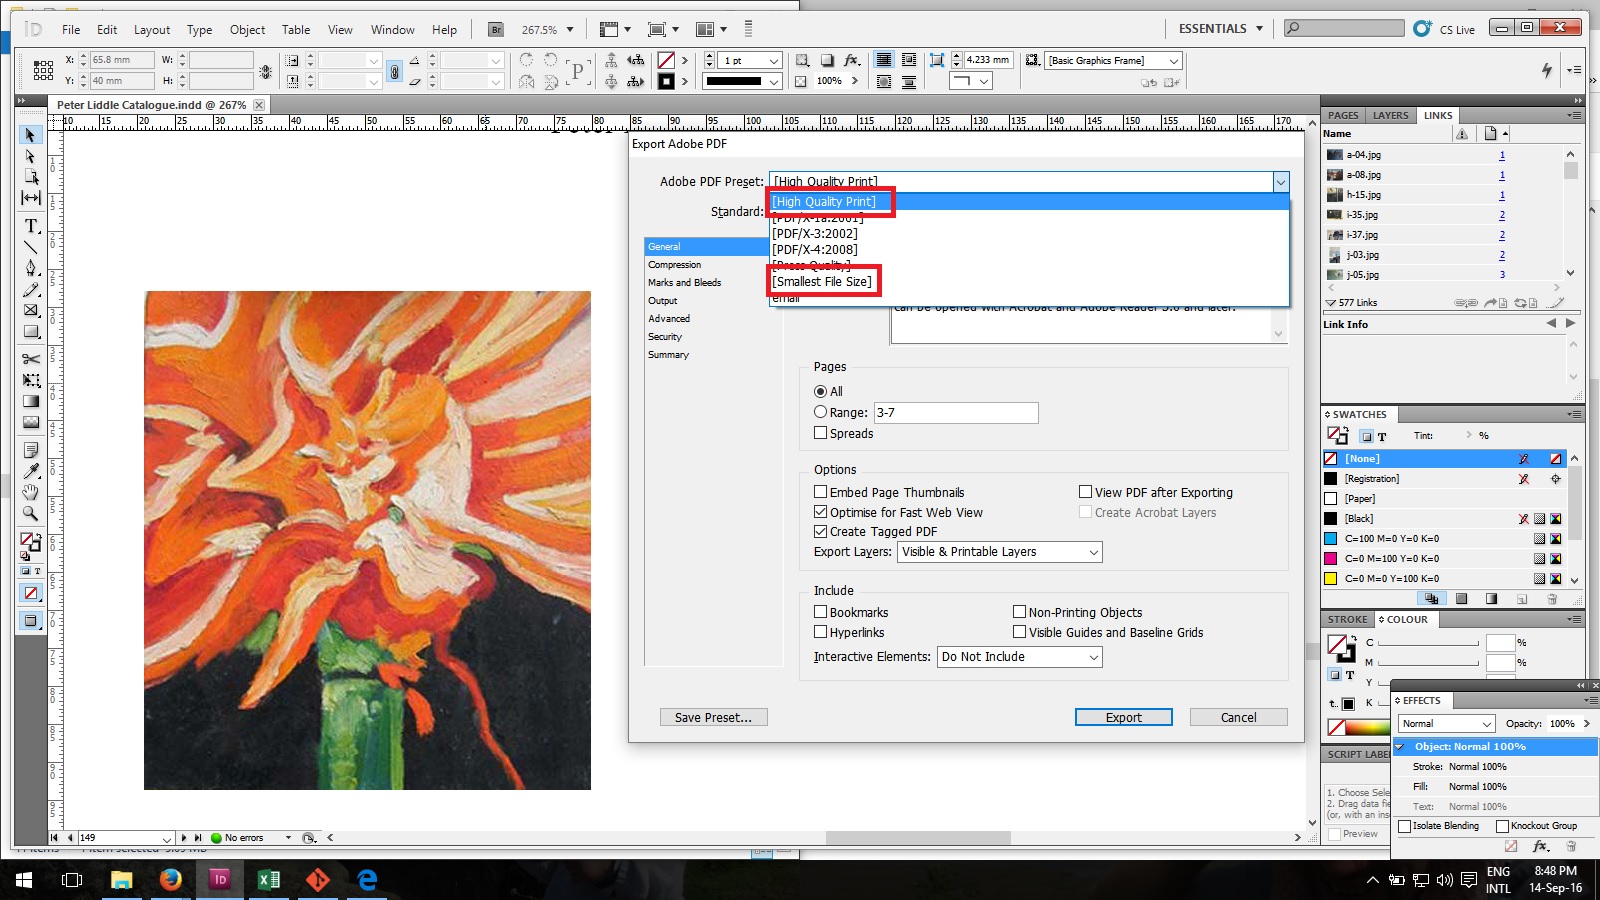 ID File Edit Layout Type Object Table View Window Help Br 267.5% ESSENTIALS CS Live
X: 65.8 mm W: 1 pt 4.233 mm [Basic Graphics Frame]
Y: 40 mm H: 100%
Peter Liddle Catalogue.indd @ 267%
10 15 20 25 30 35 40 45 50 55 60 65 70 75 80 85 90 95 100 105 110 115 120 125 130 135 140 145 150 155 160 165 170
Export Adobe PDF
Adobe PDF Preset: [High Quality Print]
[High Quality Print]
Standard:
[PDF/X-1a:2001]
[PDF/X-3:2002]
[PDF/X-4:2008]
[Press Quality]
[Smallest File Size]
email
can be opened with Acrobat and Adobe Reader 5.0 and later.
General
Compression
Marks and Bleeds
Output
Advanced
Security
Summary
Pages
All
Range: 3-7
Spreads
Options
Embed Page Thumbnails
View PDF after Exporting
Optimise for Fast Web View
Create Acrobat Layers
Create Tagged PDF
Export Layers: Visible & Printable Layers
Include
Bookmarks
Non-Printing Objects
Hyperlinks
Visible Guides and Baseline Grids
Interactive Elements: Do Not Include
Save Preset...
Export
Cancel
PAGES LAYERS LINKS
Name
a-04.jpg 1
a-08.jpg 1
h-15.jpg 1
i-35.jpg 2
i-37.jpg 2
j-03.jpg 2
j-05.jpg 3
577 Links
Link Info
SWATCHES
T Tint: %
[None]
[Registration]
[Paper]
[Black]
C=100 M=0 Y=0 K=0
C=0 M=100 Y=0 K=0
C=0 M=0 Y=100 K=0
STROKE COLOUR
C %
M %
Y
K
SCRIPT LABEL
1. Choose Selec
2. Drag data fie
(or, with an inse
Preview
EFFECTS
Normal Opacity: 100%
Object: Normal 100%
Stroke: Normal 100%
Fill: Normal 100%
Text: Normal 100%
Isolate Blending Knockout Group
fx.
149 No errors
ENG
INTL
8:48 PM
14-Sep-16